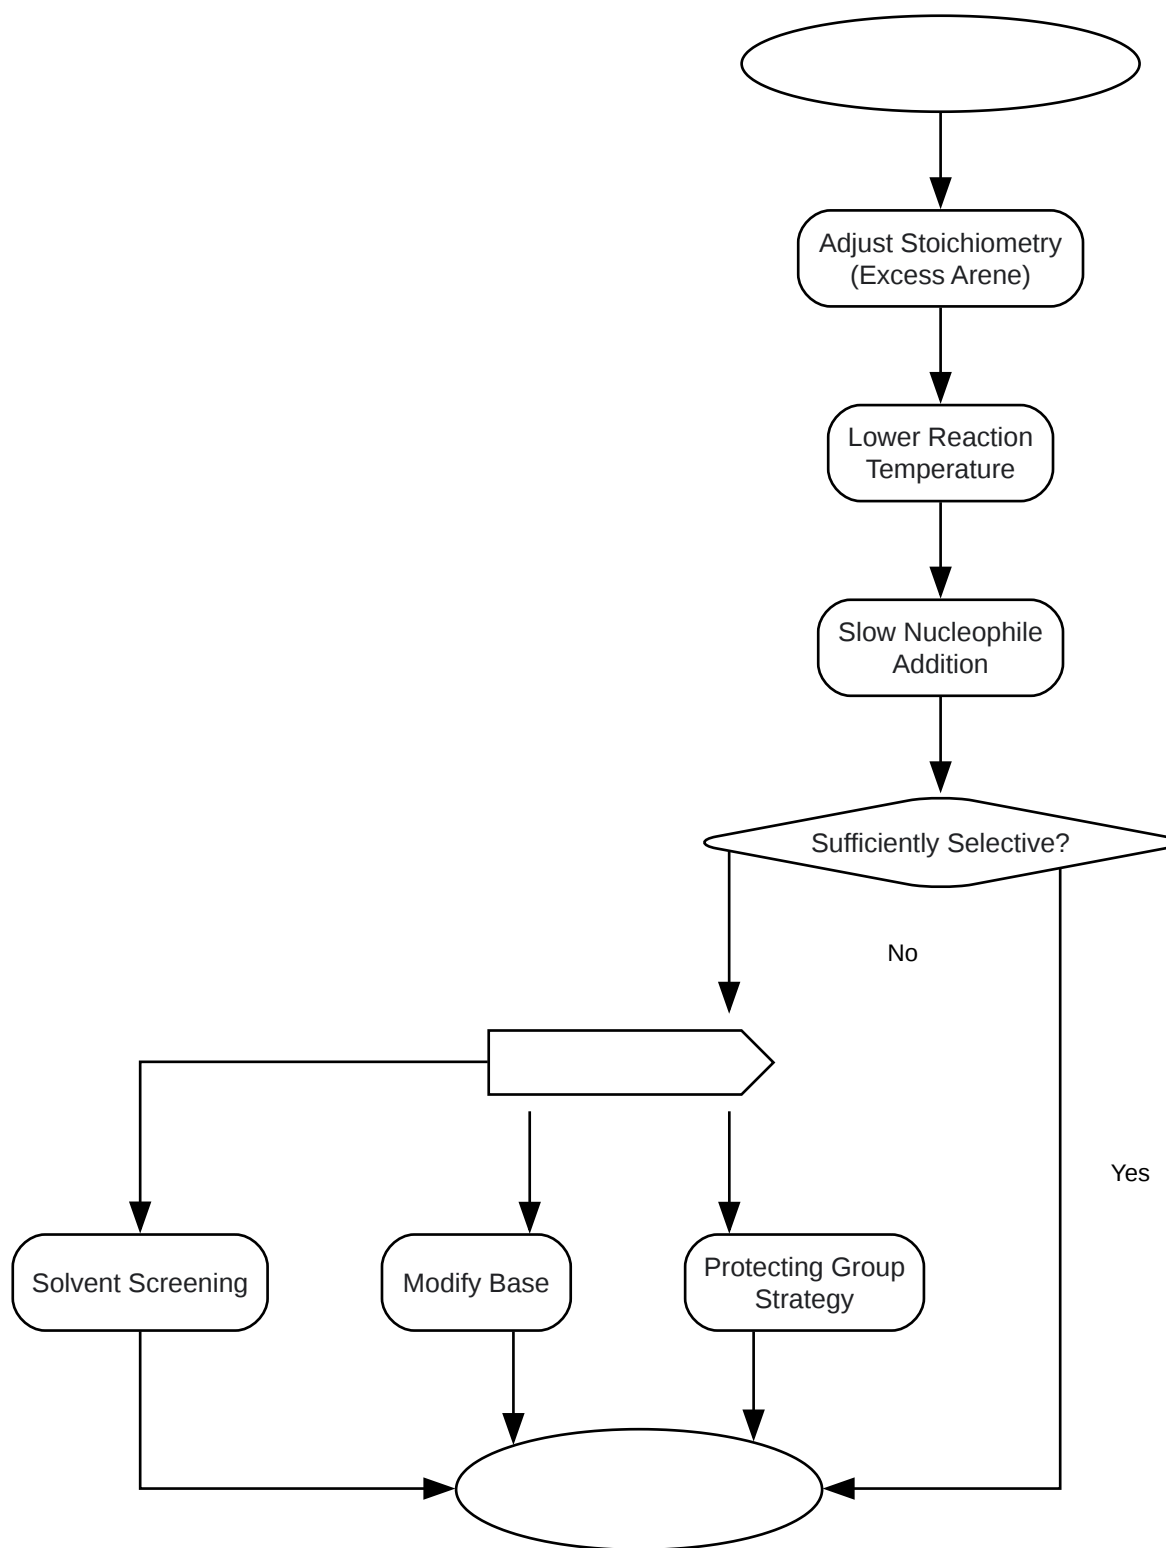 Adjust Stoichiometry
(Excess Arene)
Lower Reaction
Temperature
Slow Nucleophile
Addition
Sufficiently Selective?
No
Yes
Solvent Screening
Modify Base
Protecting Group
Strategy